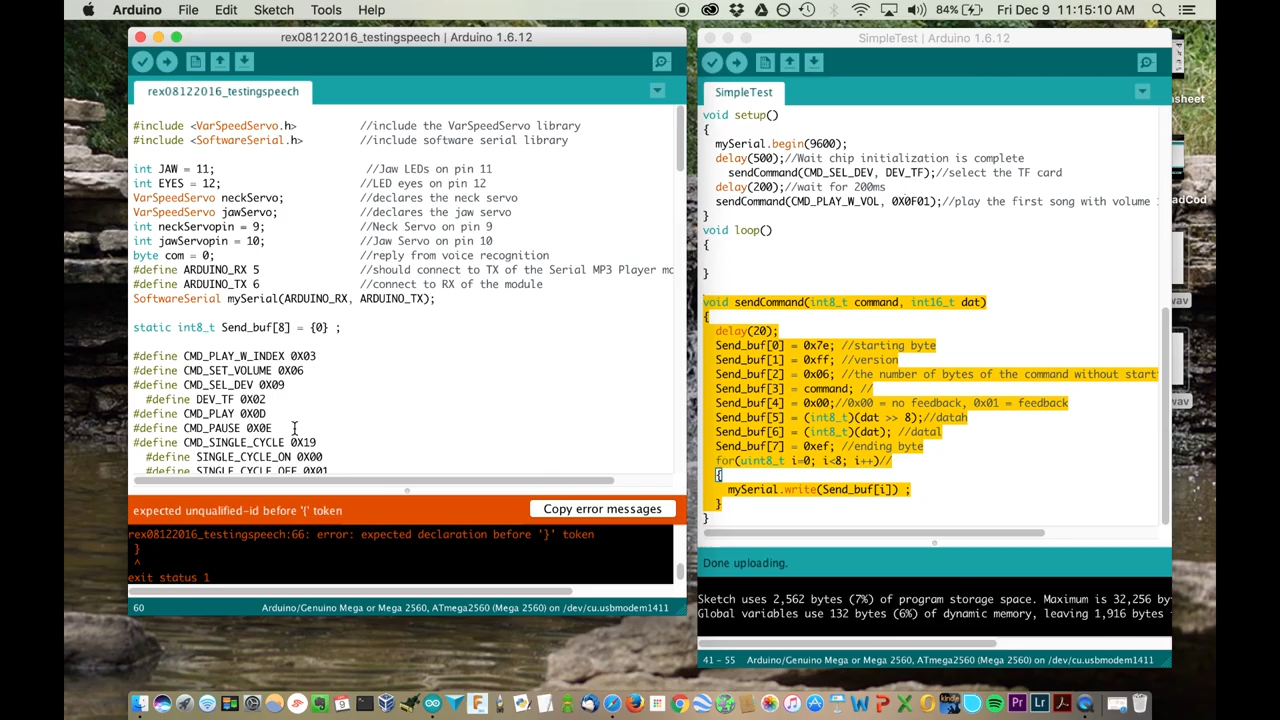 Arduino File Edit Sketch Tools Help 84% Fri Dec 9 11:15:10 AM
rex08122016_testingspeech | Arduino 1.6.12
rex08122016_testingspeech
#include <VarSpeedServo.h> //include the VarSpeedServo library
#include <SoftwareSerial.h> //include software serial library
int JAW = 11; //Jaw LEDs on pin 11
int EYES = 12; //LED eyes on pin 12
VarSpeedServo neckServo; //declares the neck servo
VarSpeedServo jawServo; //declares the jaw servo
int neckServopin = 9; //Neck Servo on pin 9
int jawServopin = 10; //Jaw Servo on pin 10
byte com = 0; //reply from voice recognition
#define ARDUINO_RX 5 //should connect to TX of the Serial MP3 Player mo
#define ARDUINO_TX 6 //connect to RX of the module
SoftwareSerial mySerial(ARDUINO_RX, ARDUINO_TX);
static int8_t Send_buf[8] = {0} ;
#define CMD_PLAY_W_INDEX 0X03
#define CMD_SET_VOLUME 0X06
#define CMD_SEL_DEV 0X09
#define DEV_TF 0X02
#define CMD_PLAY 0X0D
#define CMD_PAUSE 0X0E
#define CMD_SINGLE_CYCLE 0X19
#define SINGLE_CYCLE_ON 0X00
#define SINGLE_CYCLE_OFF 0X01
expected unqualified-id before '{' token
Copy error messages
rex08122016_testingspeech:66: error: expected declaration before '}' token
}
^
exit status 1
60 Arduino/Genuino Mega or Mega 2560, ATmega2560 (Mega 2560) on /dev/cu.usbmodem1411
SimpleTest | Arduino 1.6.12
SimpleTest
void setup()
{
mySerial.begin(9600);
delay(500);//Wait chip initialization is complete
sendCommand(CMD_SEL_DEV, DEV_TF);//select the TF card
delay(200);//wait for 200ms
sendCommand(CMD_PLAY_W_VOL, 0X0F01);//play the first song with volume
}
void loop()
{
}
void sendCommand(int8_t command, int16_t dat)
{
delay(20);
Send_buf[0] = 0x7e; //starting byte
Send_buf[1] = 0xff; //version
Send_buf[2] = 0x06; //the number of bytes of the command without start
Send_buf[3] = command; //
Send_buf[4] = 0x00;//0x00 = no feedback, 0x01 = feedback
Send_buf[5] = (int8_t)(dat >> 8);//datah
Send_buf[6] = (int8_t)(dat); //datal
Send_buf[7] = 0xef; //ending byte
for(uint8_t i=0; i<8; i++)//
{
mySerial.write(Send_buf[i]) ;
}
}
Done uploading.
Sketch uses 2,562 bytes (7%) of program storage space. Maximum is 32,256 by
Global variables use 132 bytes (6%) of dynamic memory, leaving 1,916 bytes
41 - 55 Arduino/Genuino Mega or Mega 2560, ATmega2560 (Mega 2560) on /dev/cu.usbmodem1411
msheet
adCod
wav
wav